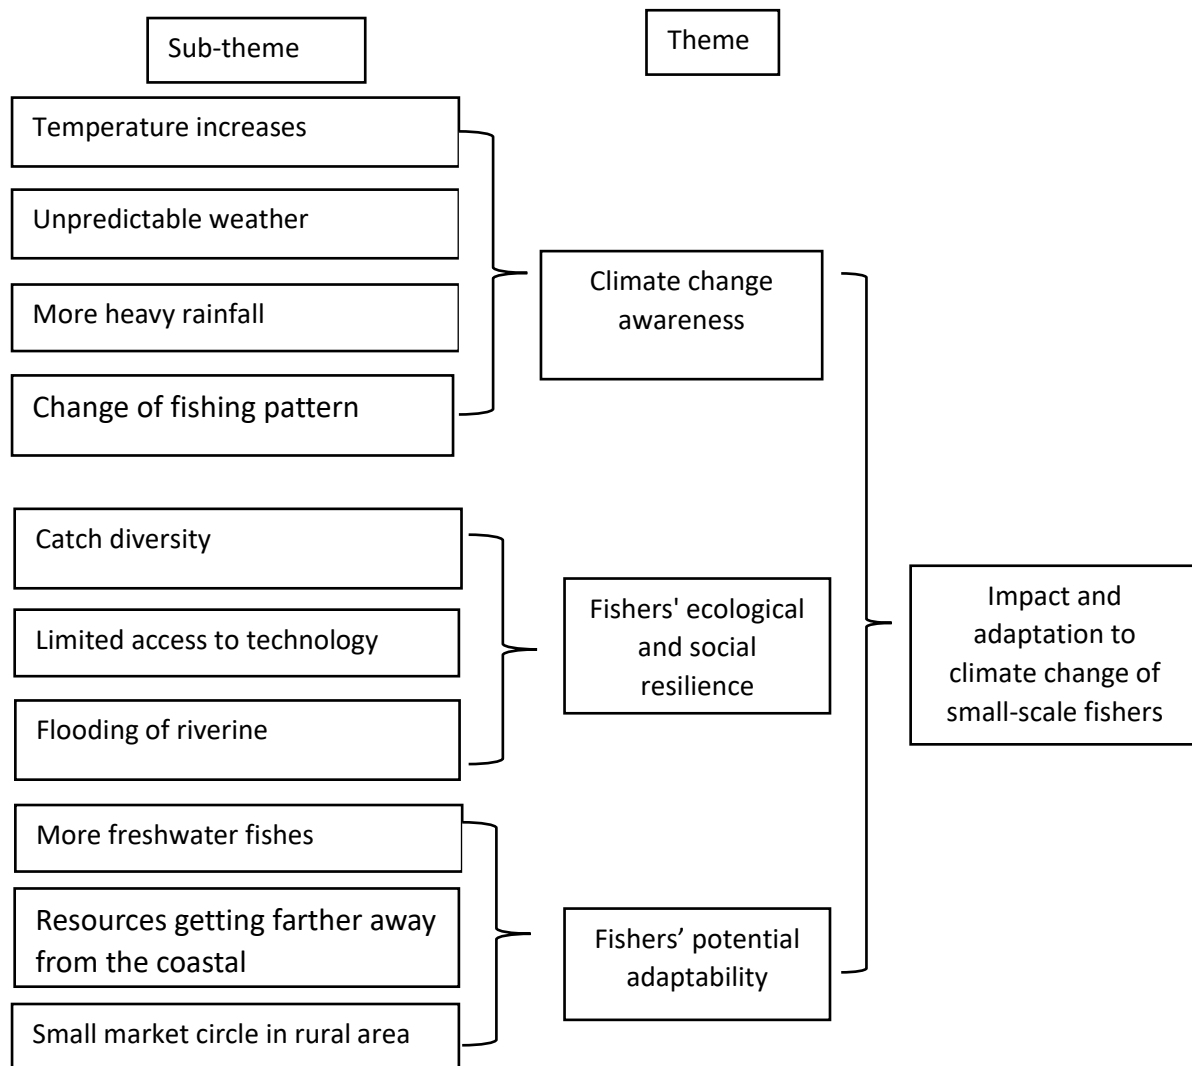 Sub-theme
Theme
Temperature increases
Unpredictable weather
More heavy rainfall
Change of fishing pattern
Climate change
awareness
Catch diversity
Limited access to technology
Flooding of riverine
Fishers' ecological
and social
resilience
More freshwater fishes
Resources getting farther away
from the coastal
Small market circle in rural area
Fishers’ potential
adaptability
Impact and
adaptation to
climate change of
small-scale fishers